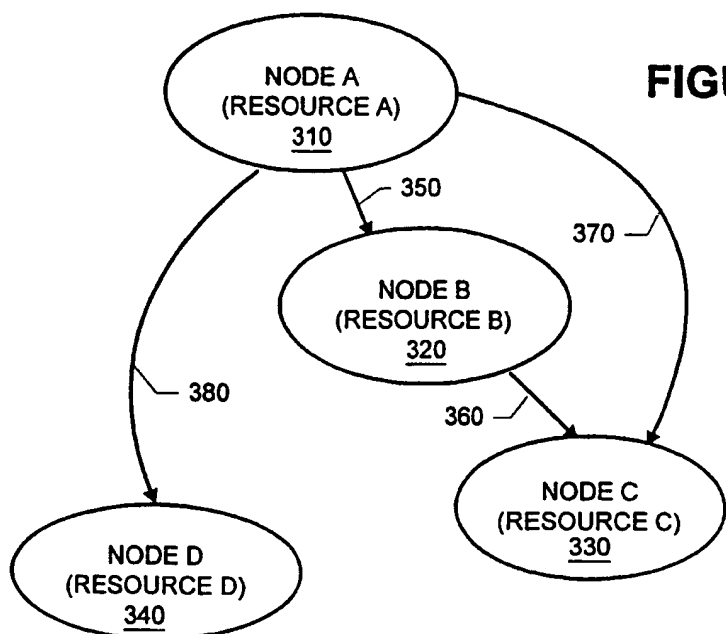 NODE A
(RESOURCE A)
310
FIGU
350
370
NODE B
(RESOURCE B)
320
380
360
NODE C
(RESOURCE C)
330
NODE D
(RESOURCE D)
340